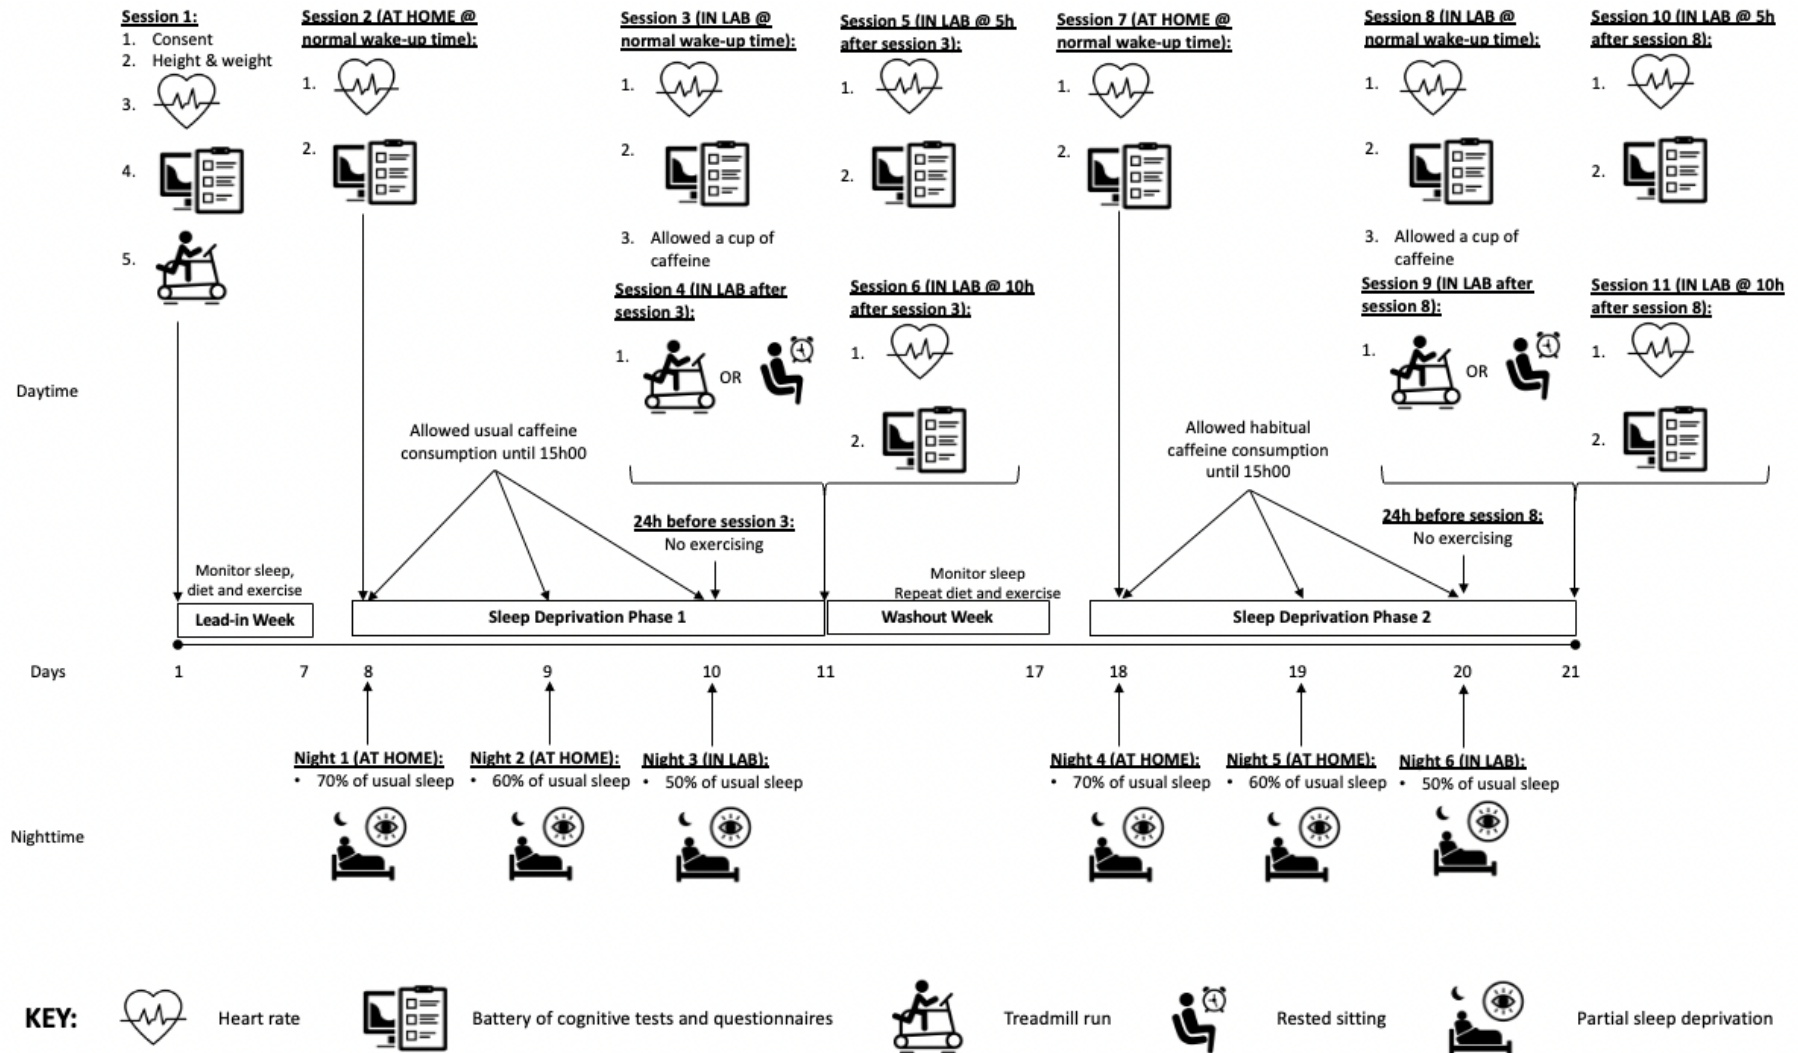 Session 1:
1. Consent
2. Height & weight
3.
4.
5.
Session 2 (AT HOME @
normal wake-up time):
1.
2.
Session 3 (IN LAB @
normal wake-up time):
1.
2.
3. Allowed a cup of
caffeine
Session 4 (IN LAB after
session 3):
1.
OR
Session 5 (IN LAB @ 5h
after session 3):
1.
2.
Session 6 (IN LAB @ 10h
after session 3):
1.
2.
Session 7 (AT HOME @
normal wake-up time):
1.
2.
Session 8 (IN LAB @
normal wake-up time):
1.
2.
3. Allowed a cup of
caffeine
Session 9 (IN LAB after
session 8):
1.
OR
Session 10 (IN LAB @ 5h
after session 8):
1.
2.
Session 11 (IN LAB @ 10h
after session 8):
1.
2.
Daytime
Allowed usual caffeine
consumption until 15h00
24h before session 3:
No exercising
Allowed habitual
caffeine consumption
until 15h00
24h before session 8:
No exercising
Monitor sleep,
diet and exercise
Monitor sleep
Repeat diet and exercise
Lead-in Week
Sleep Deprivation Phase 1
Washout Week
Sleep Deprivation Phase 2
Days 1 7 8 9 10 11 17 18 19 20 21
Night 1 (AT HOME):
• 70% of usual sleep
Night 2 (AT HOME):
• 60% of usual sleep
Night 3 (IN LAB):
• 50% of usual sleep
Night 4 (AT HOME):
• 70% of usual sleep
Night 5 (AT HOME):
• 60% of usual sleep
Night 6 (IN LAB):
• 50% of usual sleep
Nighttime
KEY: Heart rate Battery of cognitive tests and questionnaires Treadmill run Rested sitting Partial sleep deprivation